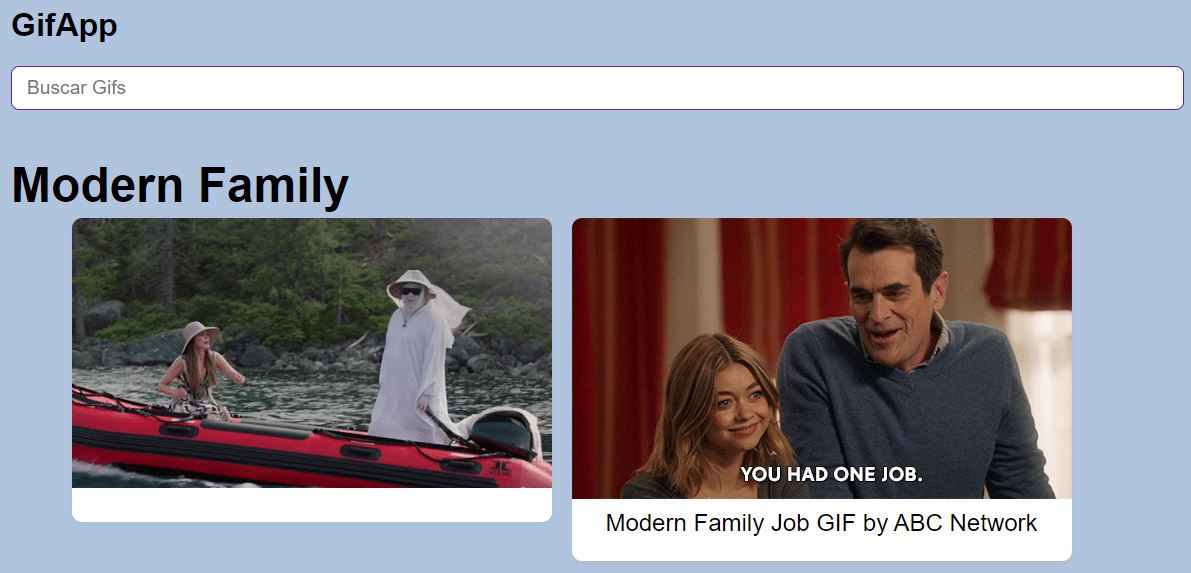 GifApp
Buscar Gifs
Modern Family
YOU HAD ONE JOB.
Modern Family Job GIF by ABC Network